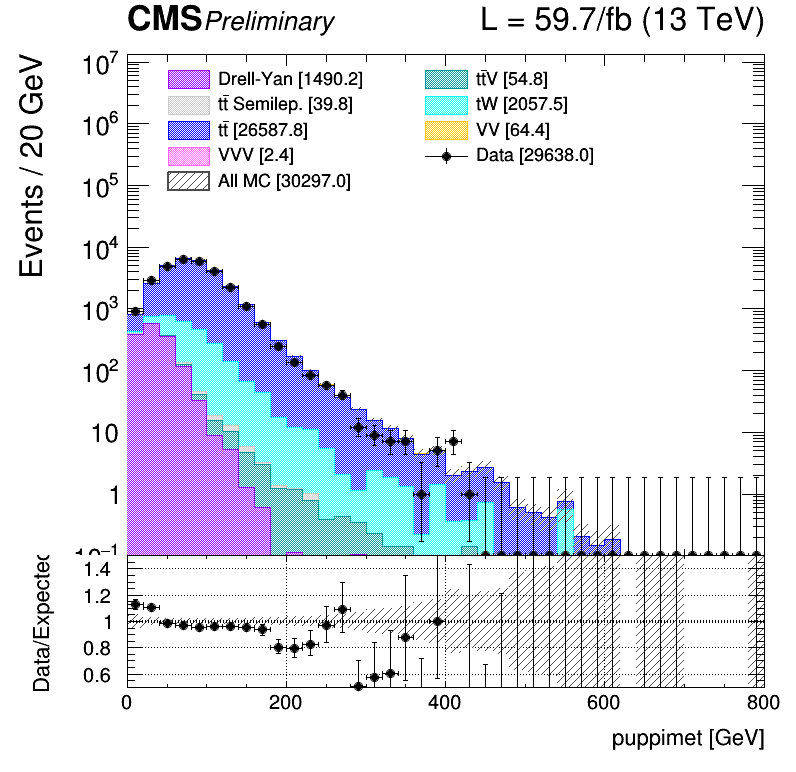 CMS Preliminary L = 59.7/fb (13 TeV)
Events / 20 GeV
Drell-Yan [1490.2]
tt̄ Semilep. [39.8]
tt̄ [26587.8]
VVV [2.4]
All MC [30297.0]
tt̄V [54.8]
tW [2057.5]
VV [64.4]
Data [29638.0]
10⁷
10⁶
10⁵
10⁴
10³
10²
10
1
10⁻¹
Data/Expected
1.4
1.2
1
0.8
0.6
0 200 400 600 800
puppimet [GeV]